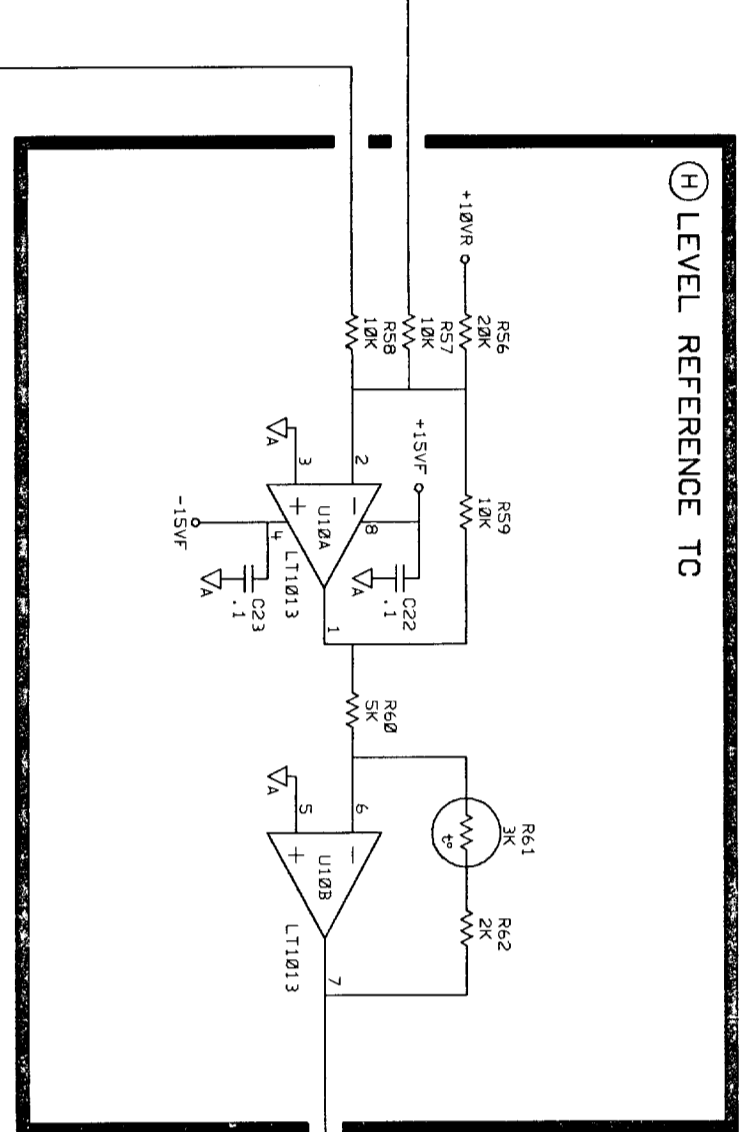 H LEVEL REFERENCE TC
+10VR
R56
20K
R57
10K
R58
10K
R59
10K
+15VF
C22
.1
A
2
3
A
8
U10A
4
LT1013
1
-15VF
C23
.1
A
R60
5K
R61
3K
t°
R62
2K
6
5
A
U10B
LT1013
7